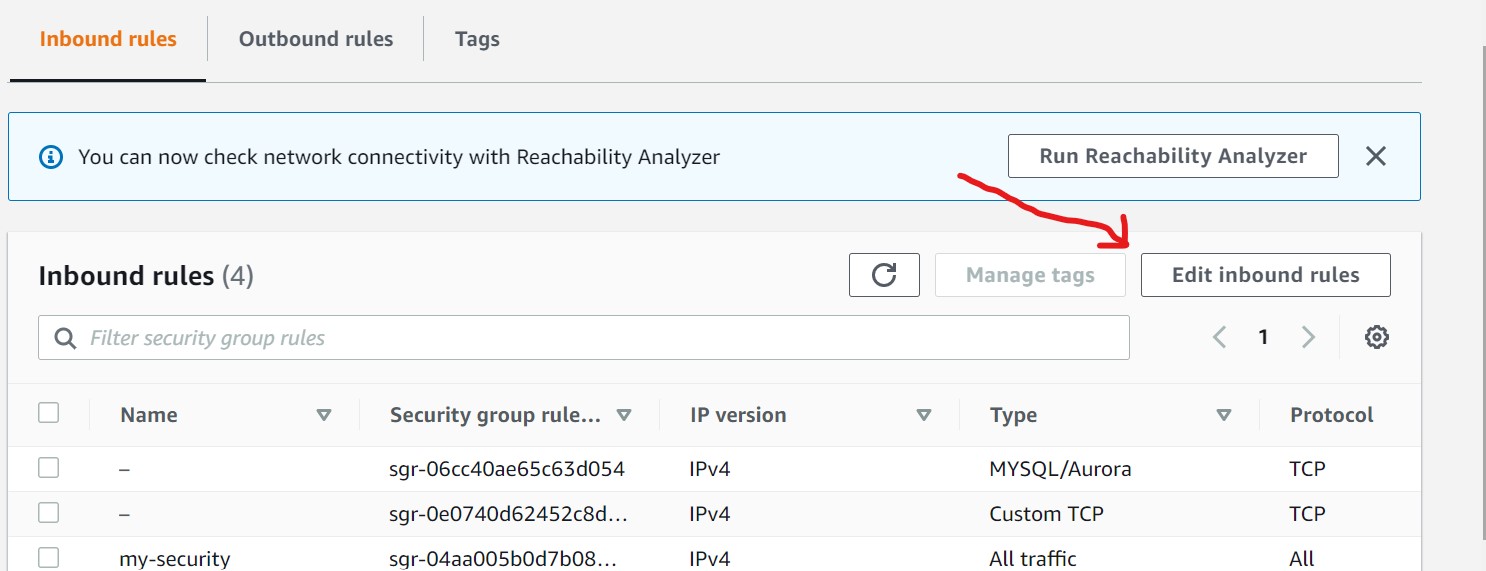 Inbound rules Outbound rules Tags
You can now check network connectivity with Reachability Analyzer Run Reachability Analyzer
Inbound rules (4) Manage tags Edit inbound rules
Filter security group rules 1
Name Security group rule... IP version Type Protocol
– sgr-06cc40ae65c63d054 IPv4 MYSQL/Aurora TCP
– sgr-0e0740d62452c8d... IPv4 Custom TCP TCP
my-security sgr-04aa005b0d7b08... IPv4 All traffic All